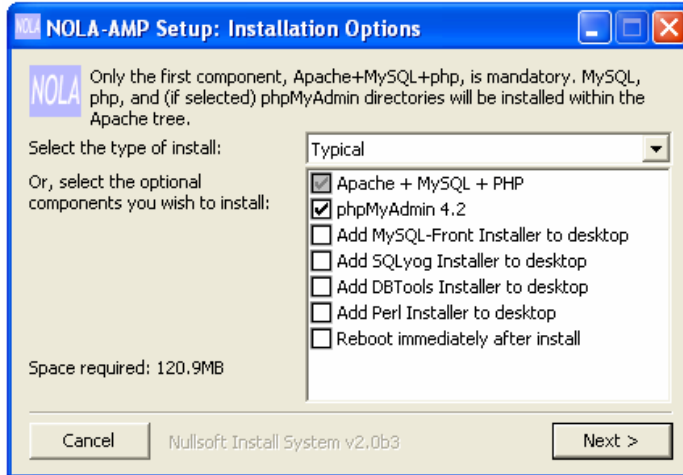 NOLA NOLA-AMP Setup: Installation Options
NOLA
Only the first component, Apache+MySQL+php, is mandatory. MySQL,
php, and (if selected) phpMyAdmin directories will be installed within the
Apache tree.
Select the type of install:
Typical
Or, select the optional
components you wish to install:
Apache + MySQL + PHP
phpMyAdmin 4.2
Add MySQL-Front Installer to desktop
Add SQLyog Installer to desktop
Add DBTools Installer to desktop
Add Perl Installer to desktop
Reboot immediately after install
Space required: 120.9MB
Cancel
Nullsoft Install System v2.0b3
Next >